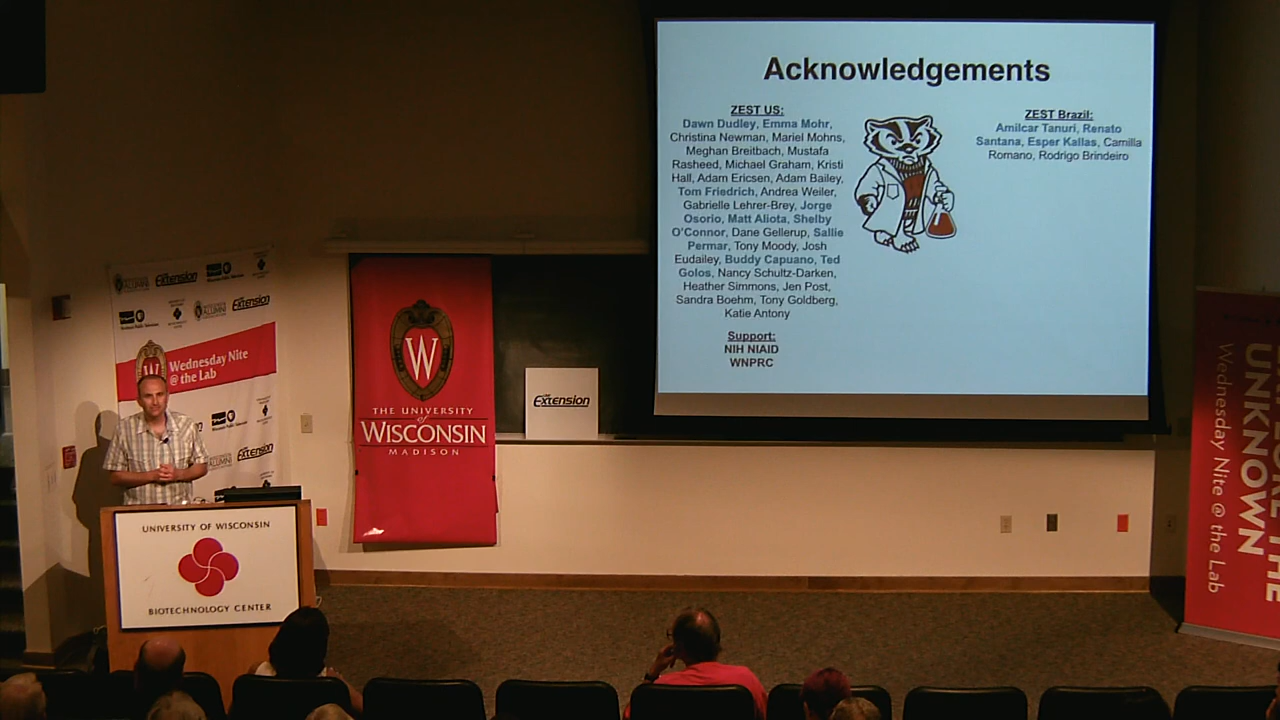 Acknowledgements
ZEST US:
Dawn Dudley, Emma Mohr,
Christina Newman, Mariel Mohns,
Meghan Breitbach, Mustafa
Rasheed, Michael Graham, Kristi
Hall, Adam Ericsen, Adam Bailey,
Tom Friedrich, Andrea Weiler,
Gabrielle Lehrer-Brey, Jorge
Osorio, Matt Aliota, Shelby
O'Connor, Dane Gellerup, Sallie
Permar, Tony Moody, Josh
Eudailey, Buddy Capuano, Ted
Golos, Nancy Schultz-Darken,
Heather Simmons, Jen Post,
Sandra Boehm, Tony Goldberg,
Katie Antony
Support:
NIH NIAID
WNPRC
ZEST Brazil:
Amilcar Tanuri, Renato
Santana, Esper Kallas, Camilla
Romano, Rodrigo Brindeiro
Extension
Extension
Wednesday Nite
@ the Lab
Extension
W
THE UNIVERSITY
of
WISCONSIN
MADISON
Extension
UNIVERSITY OF WISCONSIN
BIOTECHNOLOGY CENTER
UNKNOWN
Wednesday Nite @ the Lab